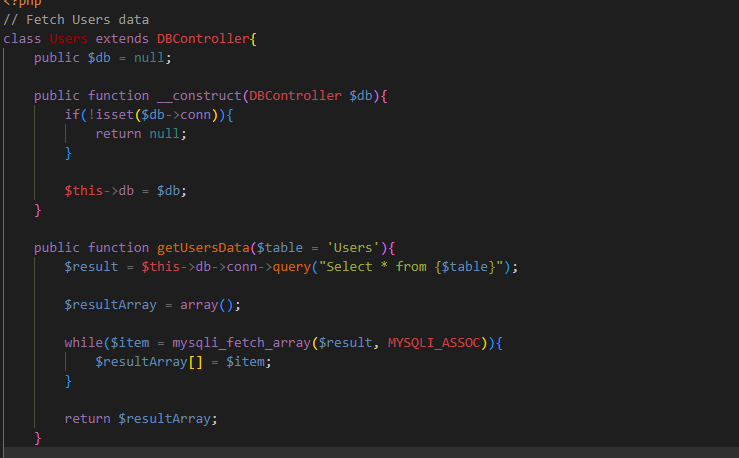 <?php
// Fetch Users data
class Users extends DBController{
public $db = null;
public function __construct(DBController $db){
if(!isset($db->conn)){
return null;
}
$this->db = $db;
}
public function getUsersData($table = 'Users'){
$result = $this->db->conn->query("Select * from {$table}");
$resultArray = array();
while($item = mysqli_fetch_array($result, MYSQLI_ASSOC)){
$resultArray[] = $item;
}
return $resultArray;
}